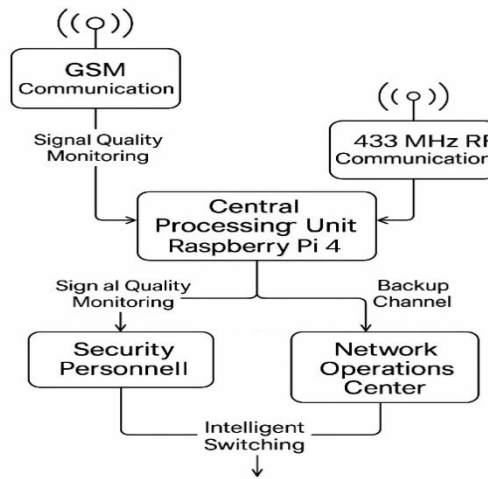 GSM
Communication
Signal Quality
Monitoring
433 MHz RF
Communication
Central
Processing Unit
Raspberry Pi 4
Sign al Quality
Monitoring
Backup
Channel
Security
Personnell
Network
Operations
Center
Intelligent
Switching